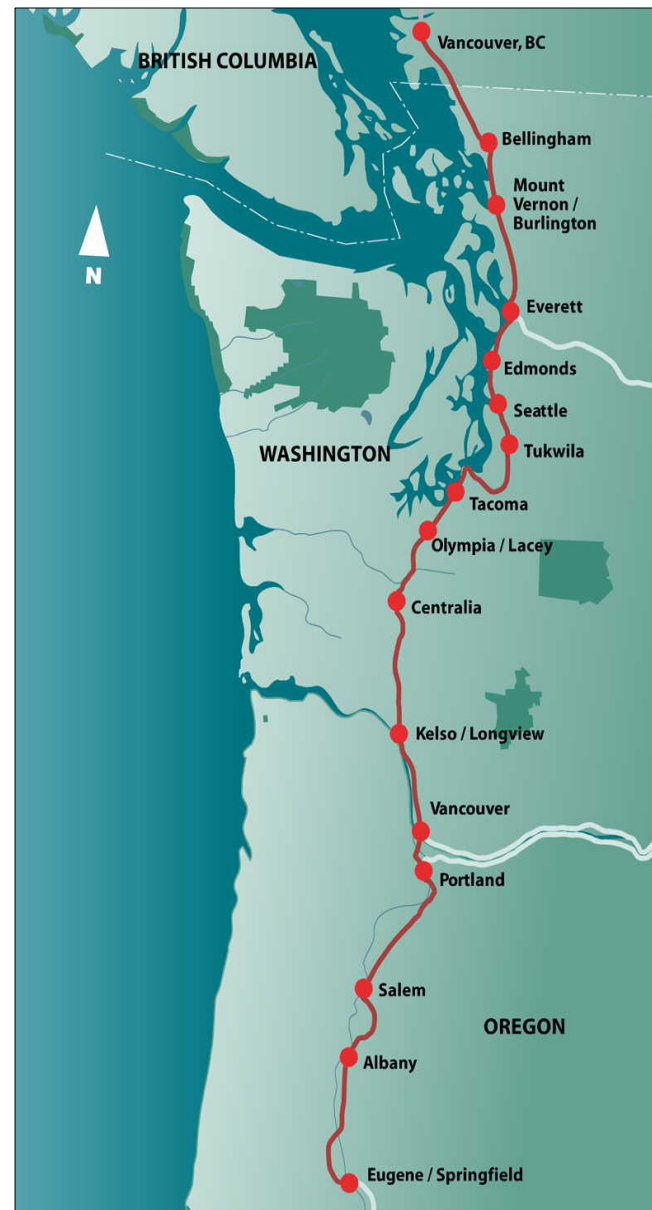 Vancouver, BC
BRITISH COLUMBIA
Bellingham
Mount
Vernon /
Burlington
N
Everett
Edmonds
Seattle
Tukwila
WASHINGTON
Tacoma
Olympia / Lacey
Centralia
Kelso / Longview
Vancouver
Portland
Salem
OREGON
Albany
Eugene / Springfield